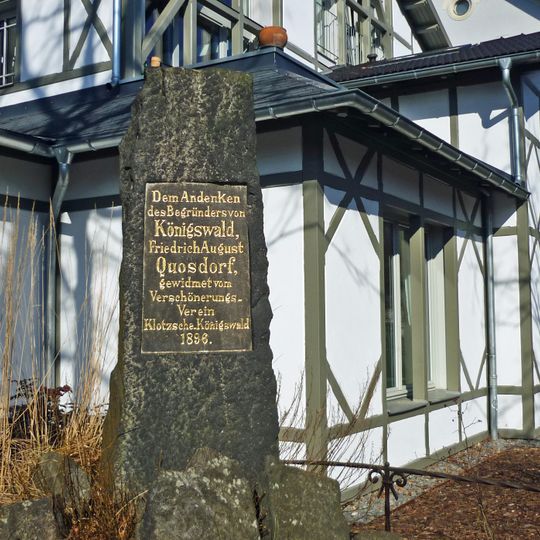 Dem Andenken
des Begründers von
Königswald,
Friedrich August
Quosdorf,
gewidmet vom
Verschönerungs-
Verein
Klotzsche-Königswald
1896.